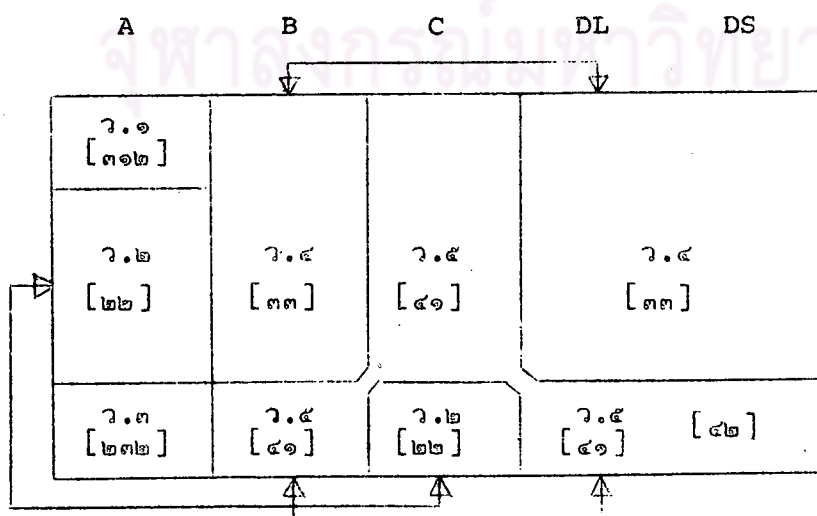 A B C DL DS
จุฬาลงกรณ์มหาวิทยา
ว.๑
[๓๑๒]
ว.๒ ว.๔ ว.๕ ว.๔
[๒๒] [๓๓] [๔๑] [๓๓]
ว.๓ ว.๕ ว.๒ ว.๕
[๒๓๒] [๔๑] [๒๒] [๔๑] [๔๒]